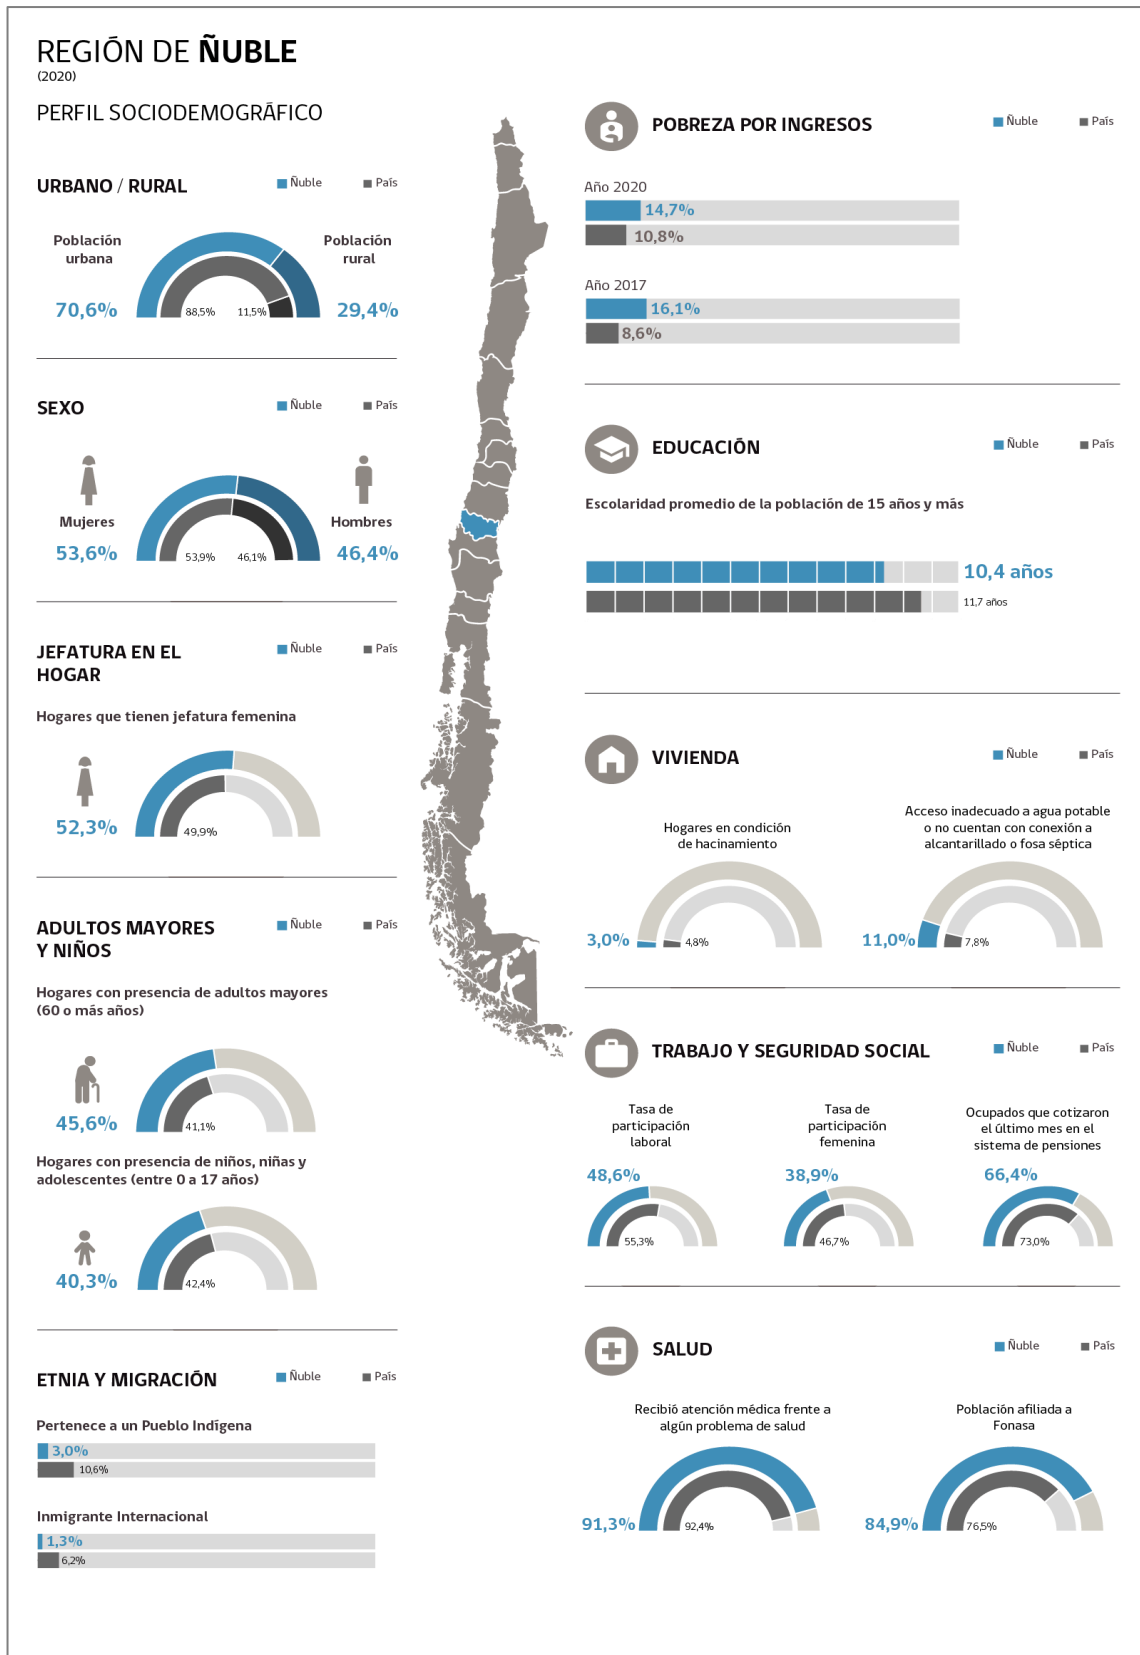 REGIÓN DE ÑUBLE
(2020)
PERFIL SOCIODEMOGRÁFICO
URBANO / RURAL
Ñuble
País
Población
urbana
70,6%
88,5%
11,5%
Población
rural
29,4%
SEXO
Ñuble
País
Mujeres
53,6%
53,9%
46,1%
Hombres
46,4%
JEFATURA EN EL
HOGAR
Ñuble
País
Hogares que tienen jefatura femenina
52,3%
49,9%
ADULTOS MAYORES
Y NIÑOS
Ñuble
País
Hogares con presencia de adultos mayores
(60 o más años)
45,6%
41,1%
Hogares con presencia de niños, niñas y
adolescentes (entre 0 a 17 años)
40,3%
42,4%
ETNIA Y MIGRACIÓN
Ñuble
País
Pertenece a un Pueblo Indígena
3,0%
10,6%
Inmigrante Internacional
1,3%
6,2%
POBREZA POR INGRESOS
Ñuble
País
Año 2020
14,7%
10,8%
Año 2017
16,1%
8,6%
EDUCACIÓN
Ñuble
País
Escolaridad promedio de la población de 15 años y más
10,4 años
11,7 años
VIVIENDA
Ñuble
País
Hogares en condición
de hacinamiento
3,0%
4,8%
Acceso inadecuado a agua potable
o no cuentan con conexión a
alcantarillado o fosa séptica
11,0%
7,8%
TRABAJO Y SEGURIDAD SOCIAL
Ñuble
País
Tasa de
participación
laboral
48,6%
55,3%
Tasa de
participación
femenina
38,9%
46,7%
Ocupados que cotizaron
el último mes en el
sistema de pensiones
66,4%
73,0%
SALUD
Ñuble
País
Recibió atención médica frente a
algún problema de salud
91,3%
92,4%
Población afiliada a
Fonasa
84,9%
76,5%